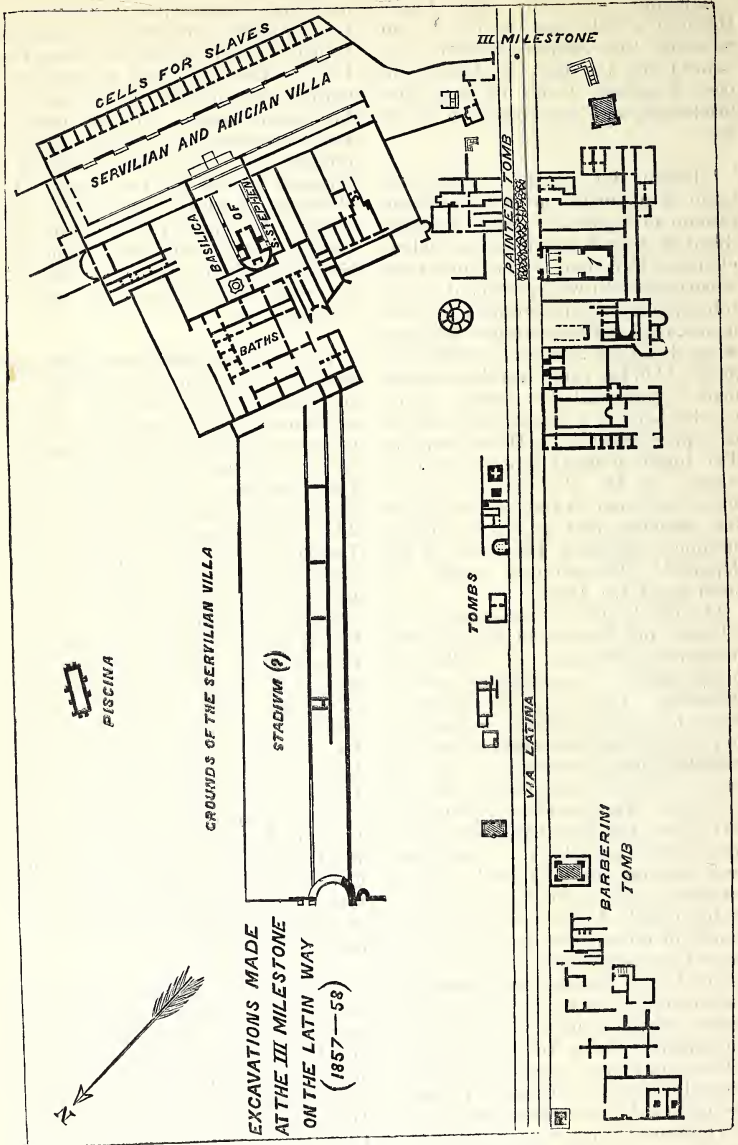 III MILESTONE
CELLS FOR SLAVES
SERVILIAN AND ANICIAN VILLA
BASILICA
OF
S. STEPHEN
PAINTED TOMB
1
BATHS
TOMBS
GROUNDS OF THE SERVILIAN VILLA
STADIVM (?)
PISCINA
VIA LATINA
BARBERINI
TOMB
EXCAVATIONS MADE
AT THE III MILESTONE
ON THE LATIN WAY
(1857—58)
N